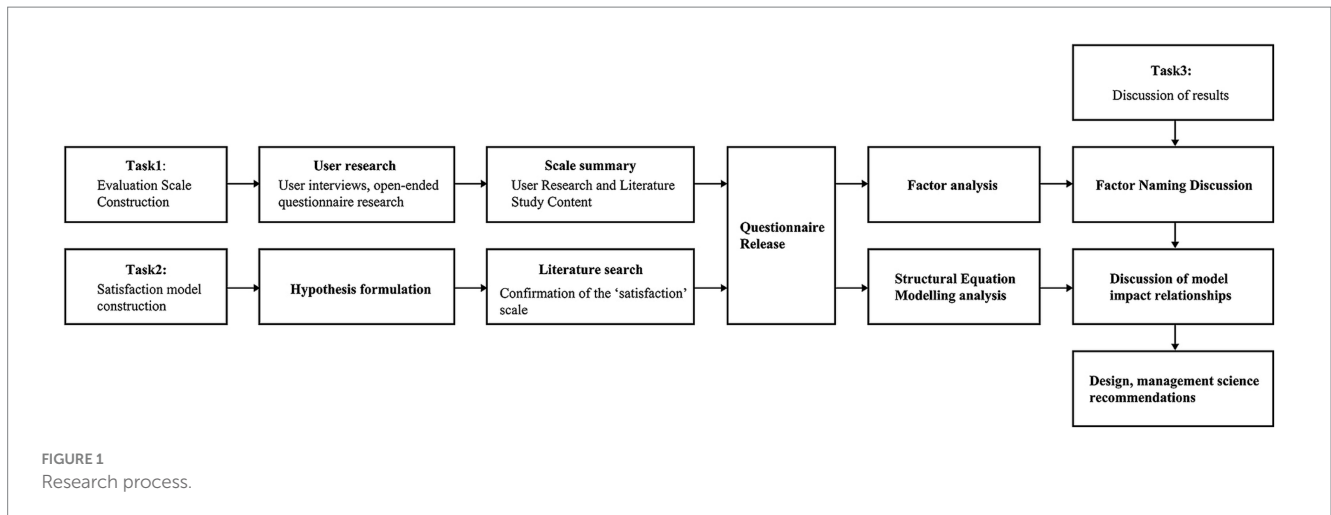 Task3:
Discussion of results
Task1:
Evaluation Scale
Construction
User research
User interviews, open-ended
questionnaire research
Scale summary
User Research and Literature
Study Content
Questionnaire
Release
Factor analysis
Factor Naming Discussion
Task2:
Satisfaction model
construction
Hypothesis formulation
Literature search
Confirmation of the ‘satisfaction’
scale
Structural Equation
Modelling analysis
Discussion of model
impact relationships
Design, management science
recommendations
FIGURE 1
Research process.